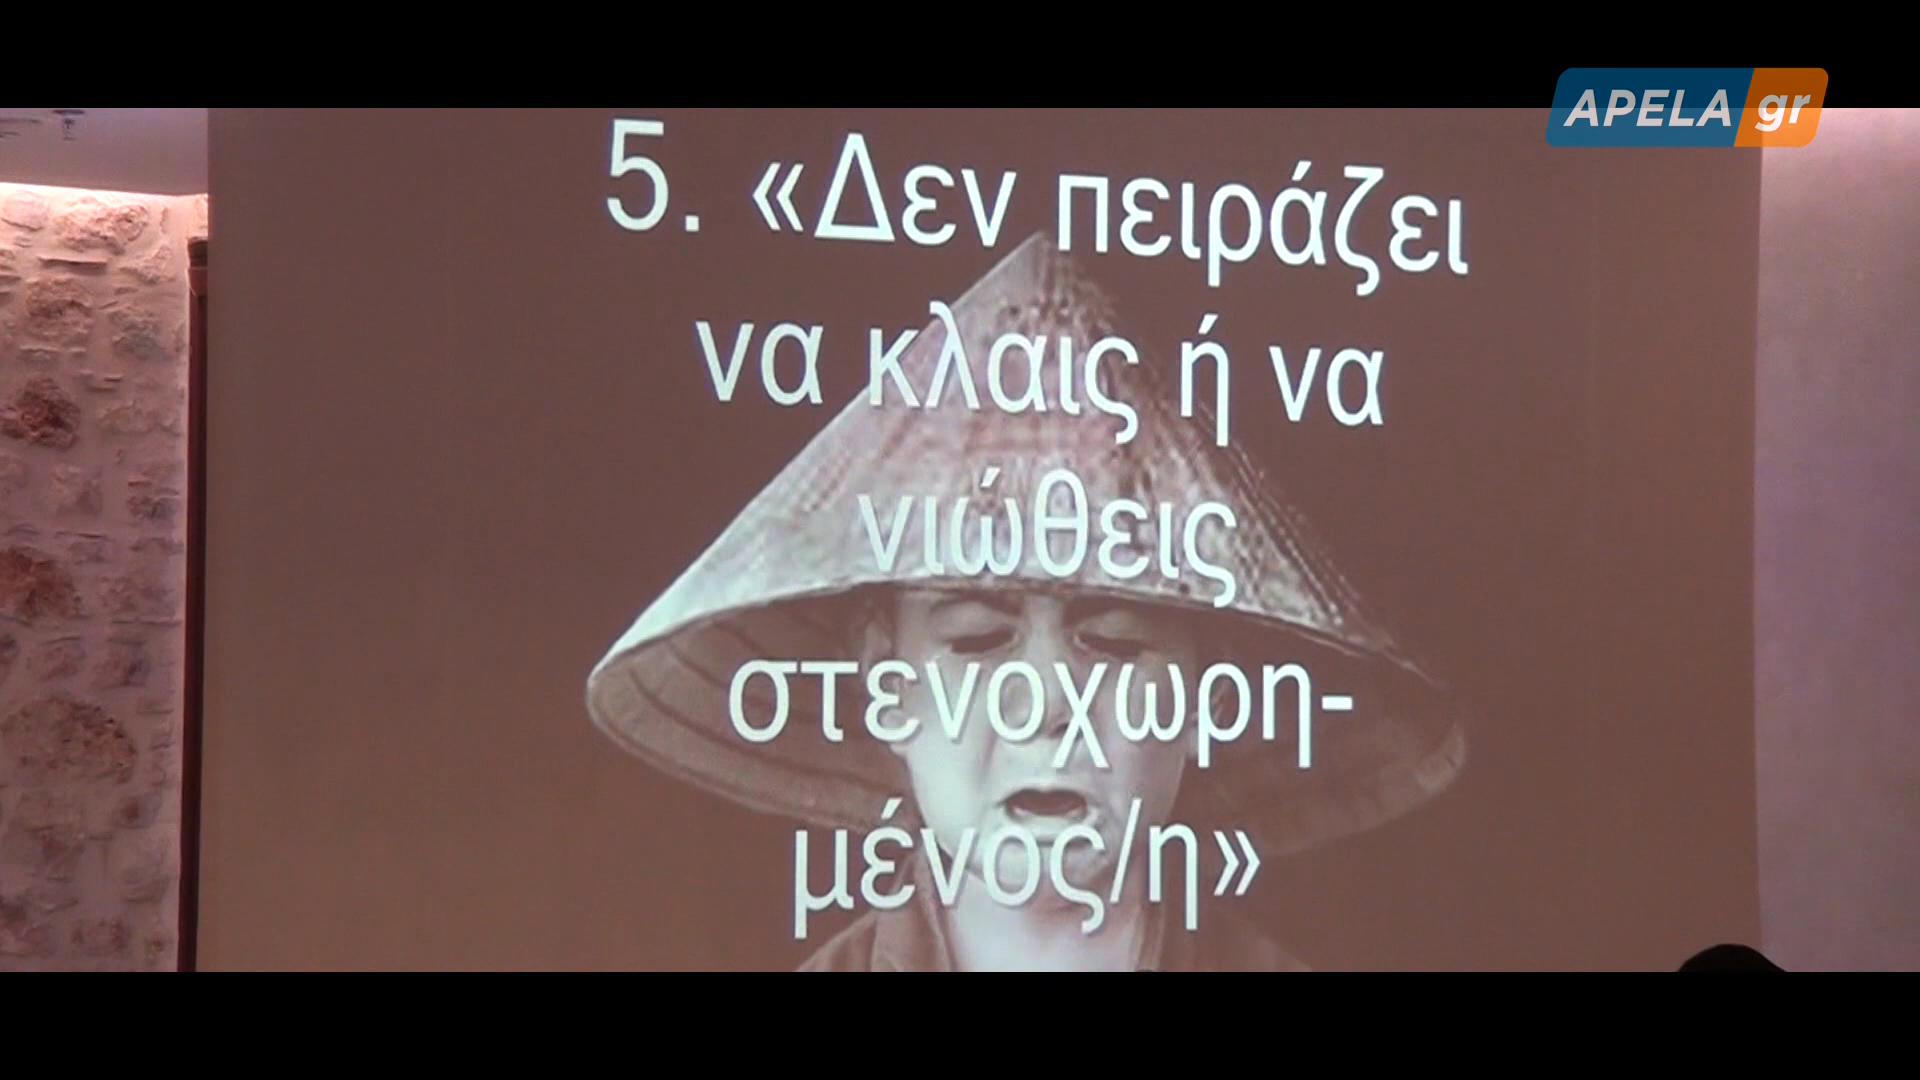 APELA gr
5. «Δεν πειράζει
να κλαις ή να
νιώθεις
στενοχωρη-
μένος/η»